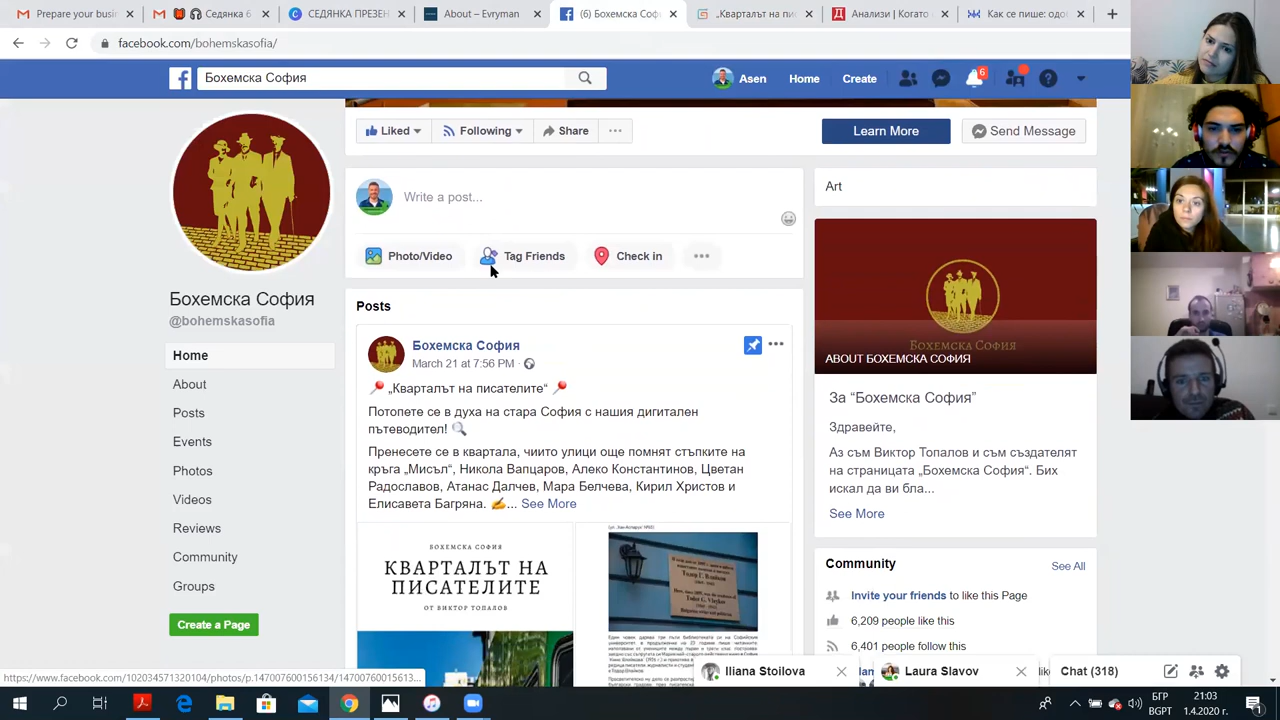 Prepare your busin
Седянка б
СЕДЯНКА ПРЕЗЕН
About – Evryman
(6) Бохемска Соф
„Кварталът на пи
Анализи | Когато
Как се пише: одо
facebook.com/bohemskasofia/
Бохемска София
Asen
Home
Create
6
Liked
Following
Share
Learn More
Send Message
Write a post...
Photo/Video
Tag Friends
Check in
Art
БОХЕМСКА СОФИЯ
ABOUT БОХЕМСКА СОФИЯ
Бохемска София
@bohemskasofia
Home
About
Posts
Events
Photos
Videos
Reviews
Community
Groups
Create a Page
Posts
Бохемска София
March 21 at 7:56 PM
„Кварталът на писателите“
Потопете се в духа на стара София с нашия дигитален
пътеводител!
Пренесете се в квартала, чиито улици още помнят стъпките на
кръга „Мисъл“, Никола Вапцаров, Алеко Константинов, Цветан
Радославов, Атанас Далчев, Мара Белчева, Кирил Христов и
Елисавета Багряна. ... See More
БОХЕМСКА СОФИЯ
КВАРТАЛЪТ НА
ПИСАТЕЛИТЕ
ОТ ВИКТОР ТОПАЛОВ
За “Бохемска София”
Здравейте,
Аз съм Виктор Топалов и съм създателят
на страницата „Бохемска София“. Бих
искал да ви бла...
See More
Community
See All
Invite your friends to like this Page
6,209 people like this
6,401 people follow this
Iliana Stoilova
Laura Slavov
БГР
BGPT
21:03
1.4.2020 г.
1